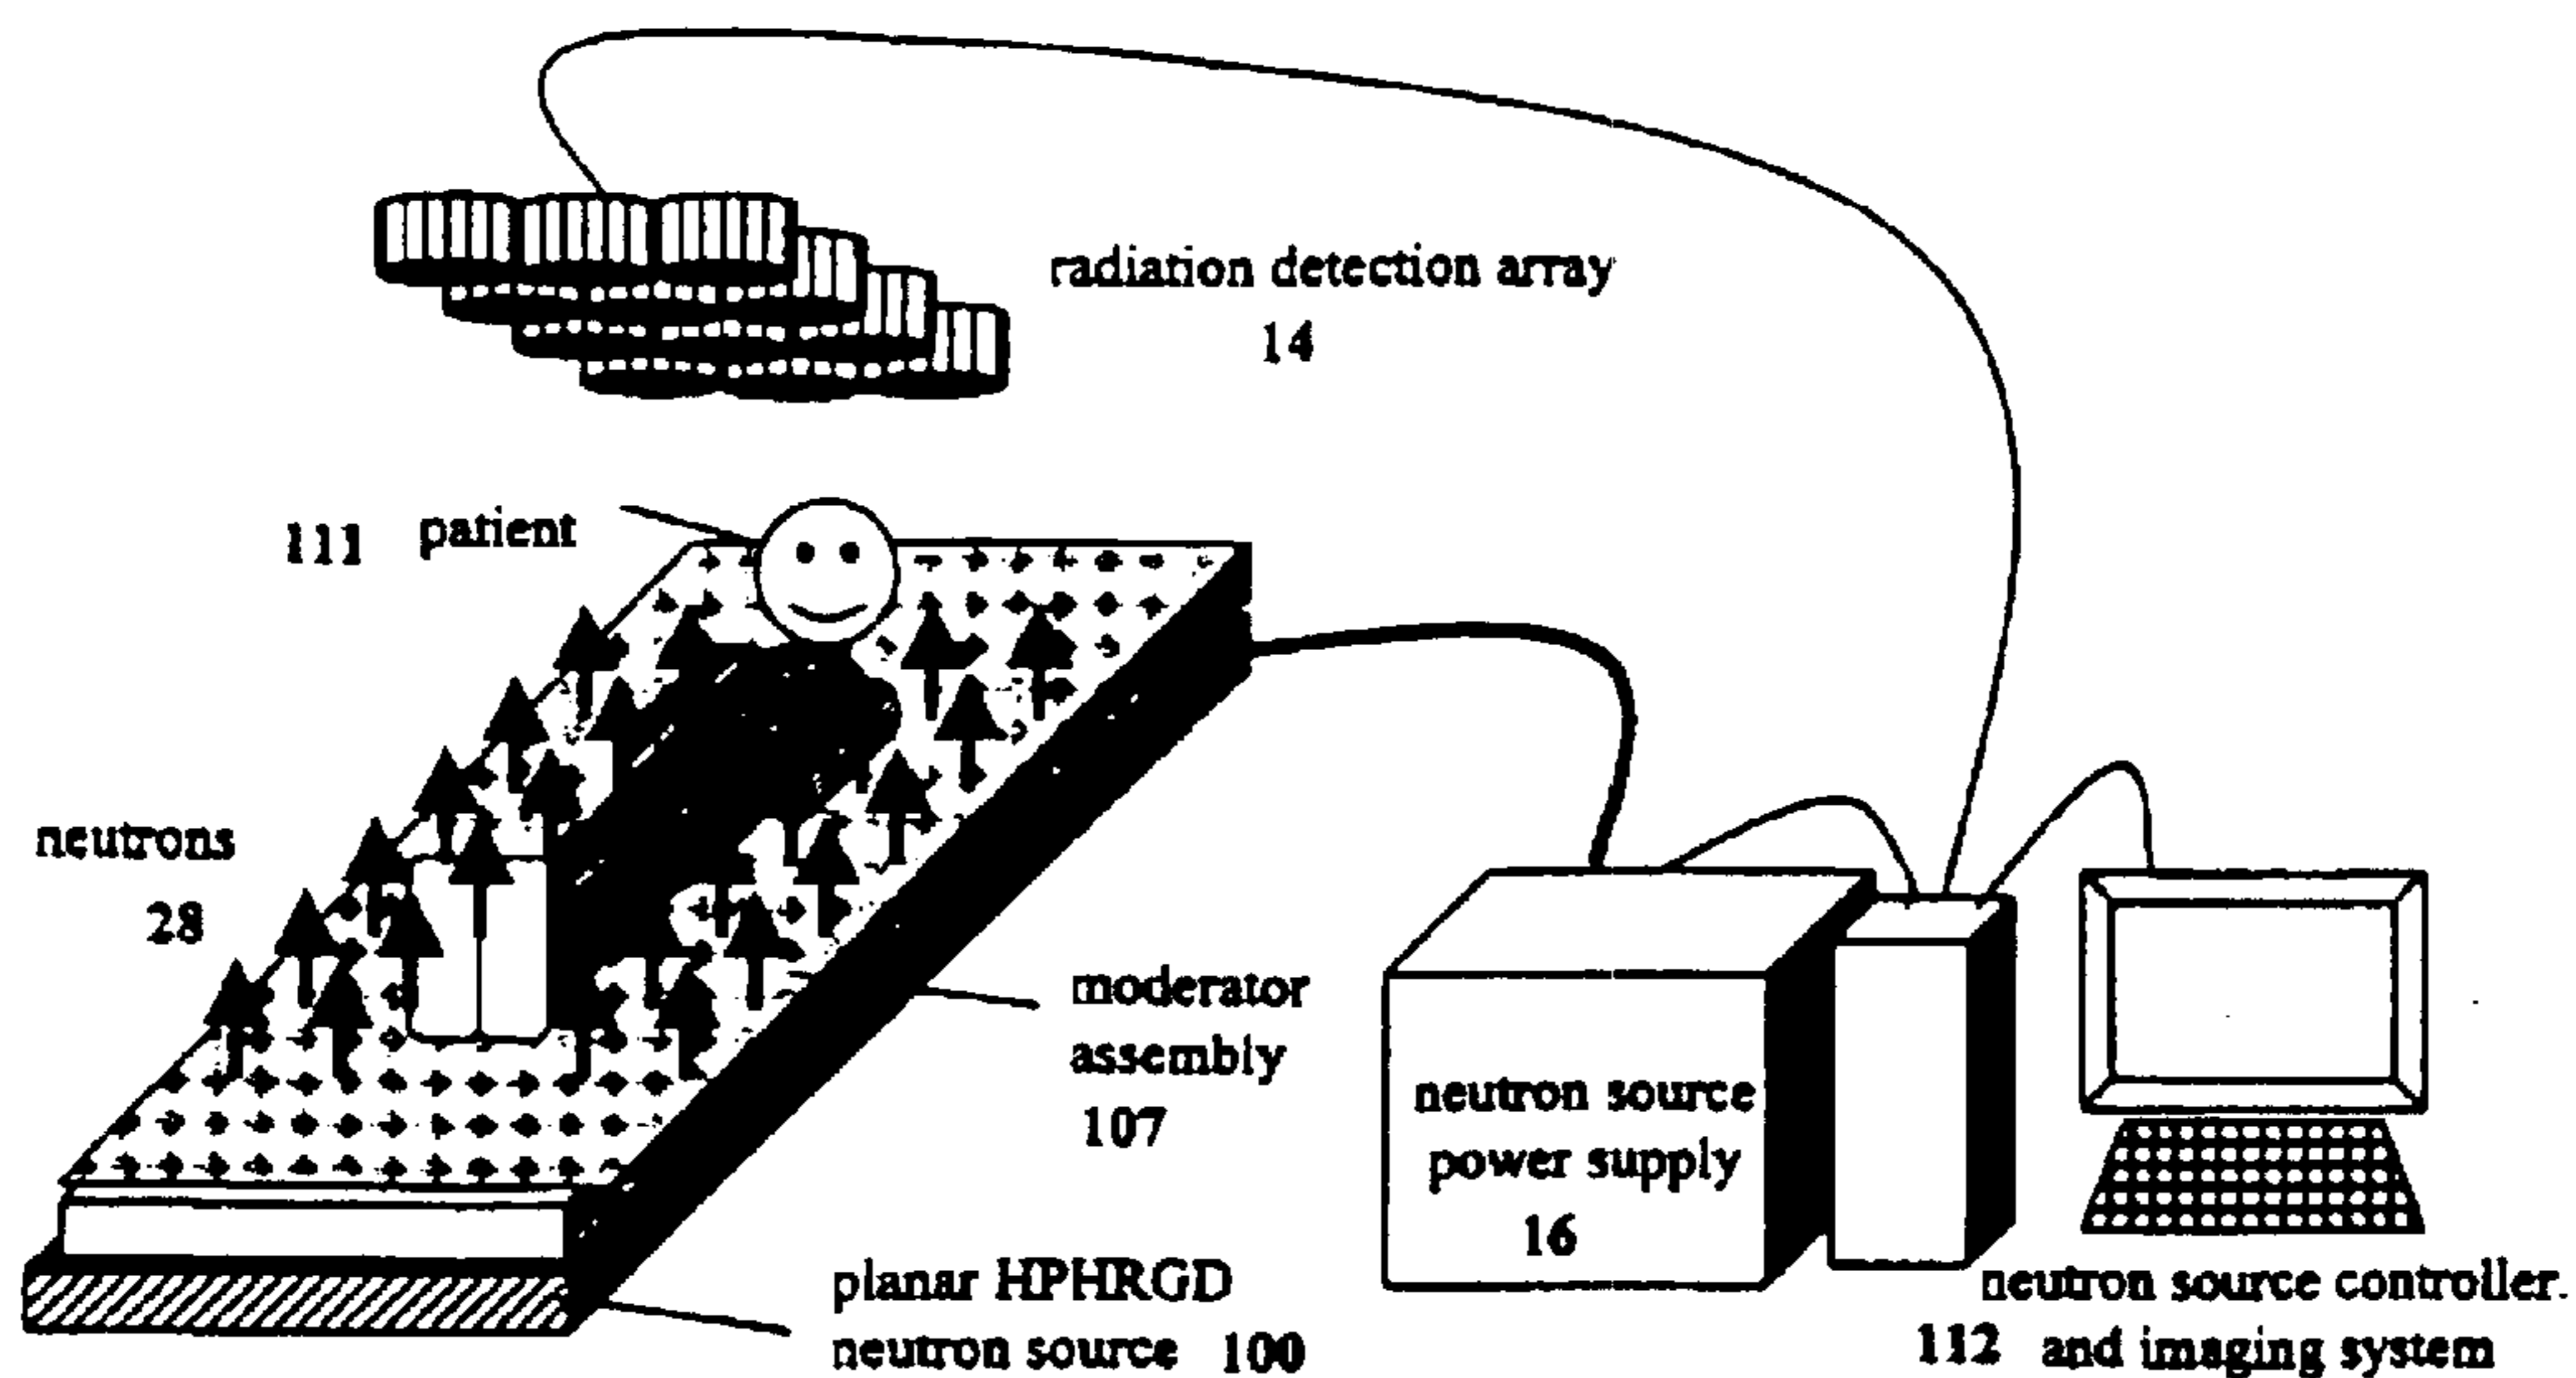 radiation detection array
14
111 patient
neutrons
28
moderator
assembly
107
neutron source
power supply
16
planar HPHRGD
neutron source 100
neutron source controller.
112 and imaging system